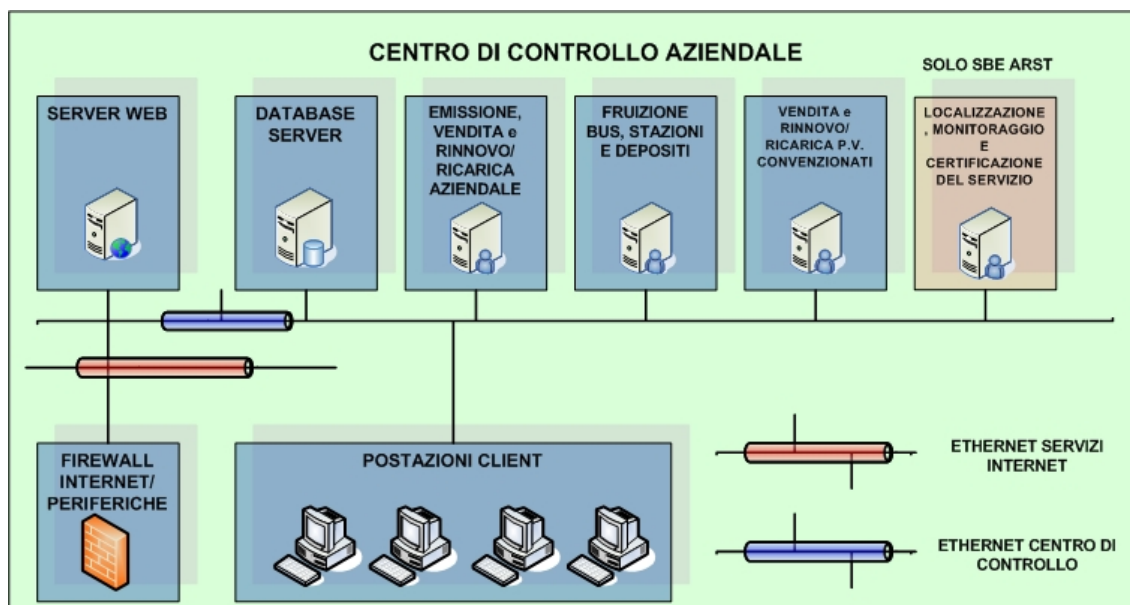 CENTRO DI CONTROLLO AZIENDALE
SOLO SBE ARST
SERVER WEB
DATABASE
SERVER
EMISSIONE,
VENDITA e
RINNOVO/
RICARICA
AZIENDALE
FRUIZIONE
BUS, STAZIONI
E DEPOSITI
VENDITA e
RINNOVO/
RICARICA P.V.
CONVENZIONATI
LOCALIZZAZIONE
, MONITORAGGIO
E
CERTIFICAZIONE
DEL SERVIZIO
FIREWALL
INTERNET/
PERIFERICHE
POSTAZIONI CLIENT
ETHERNET SERVIZI
INTERNET
ETHERNET CENTRO DI
CONTROLLO